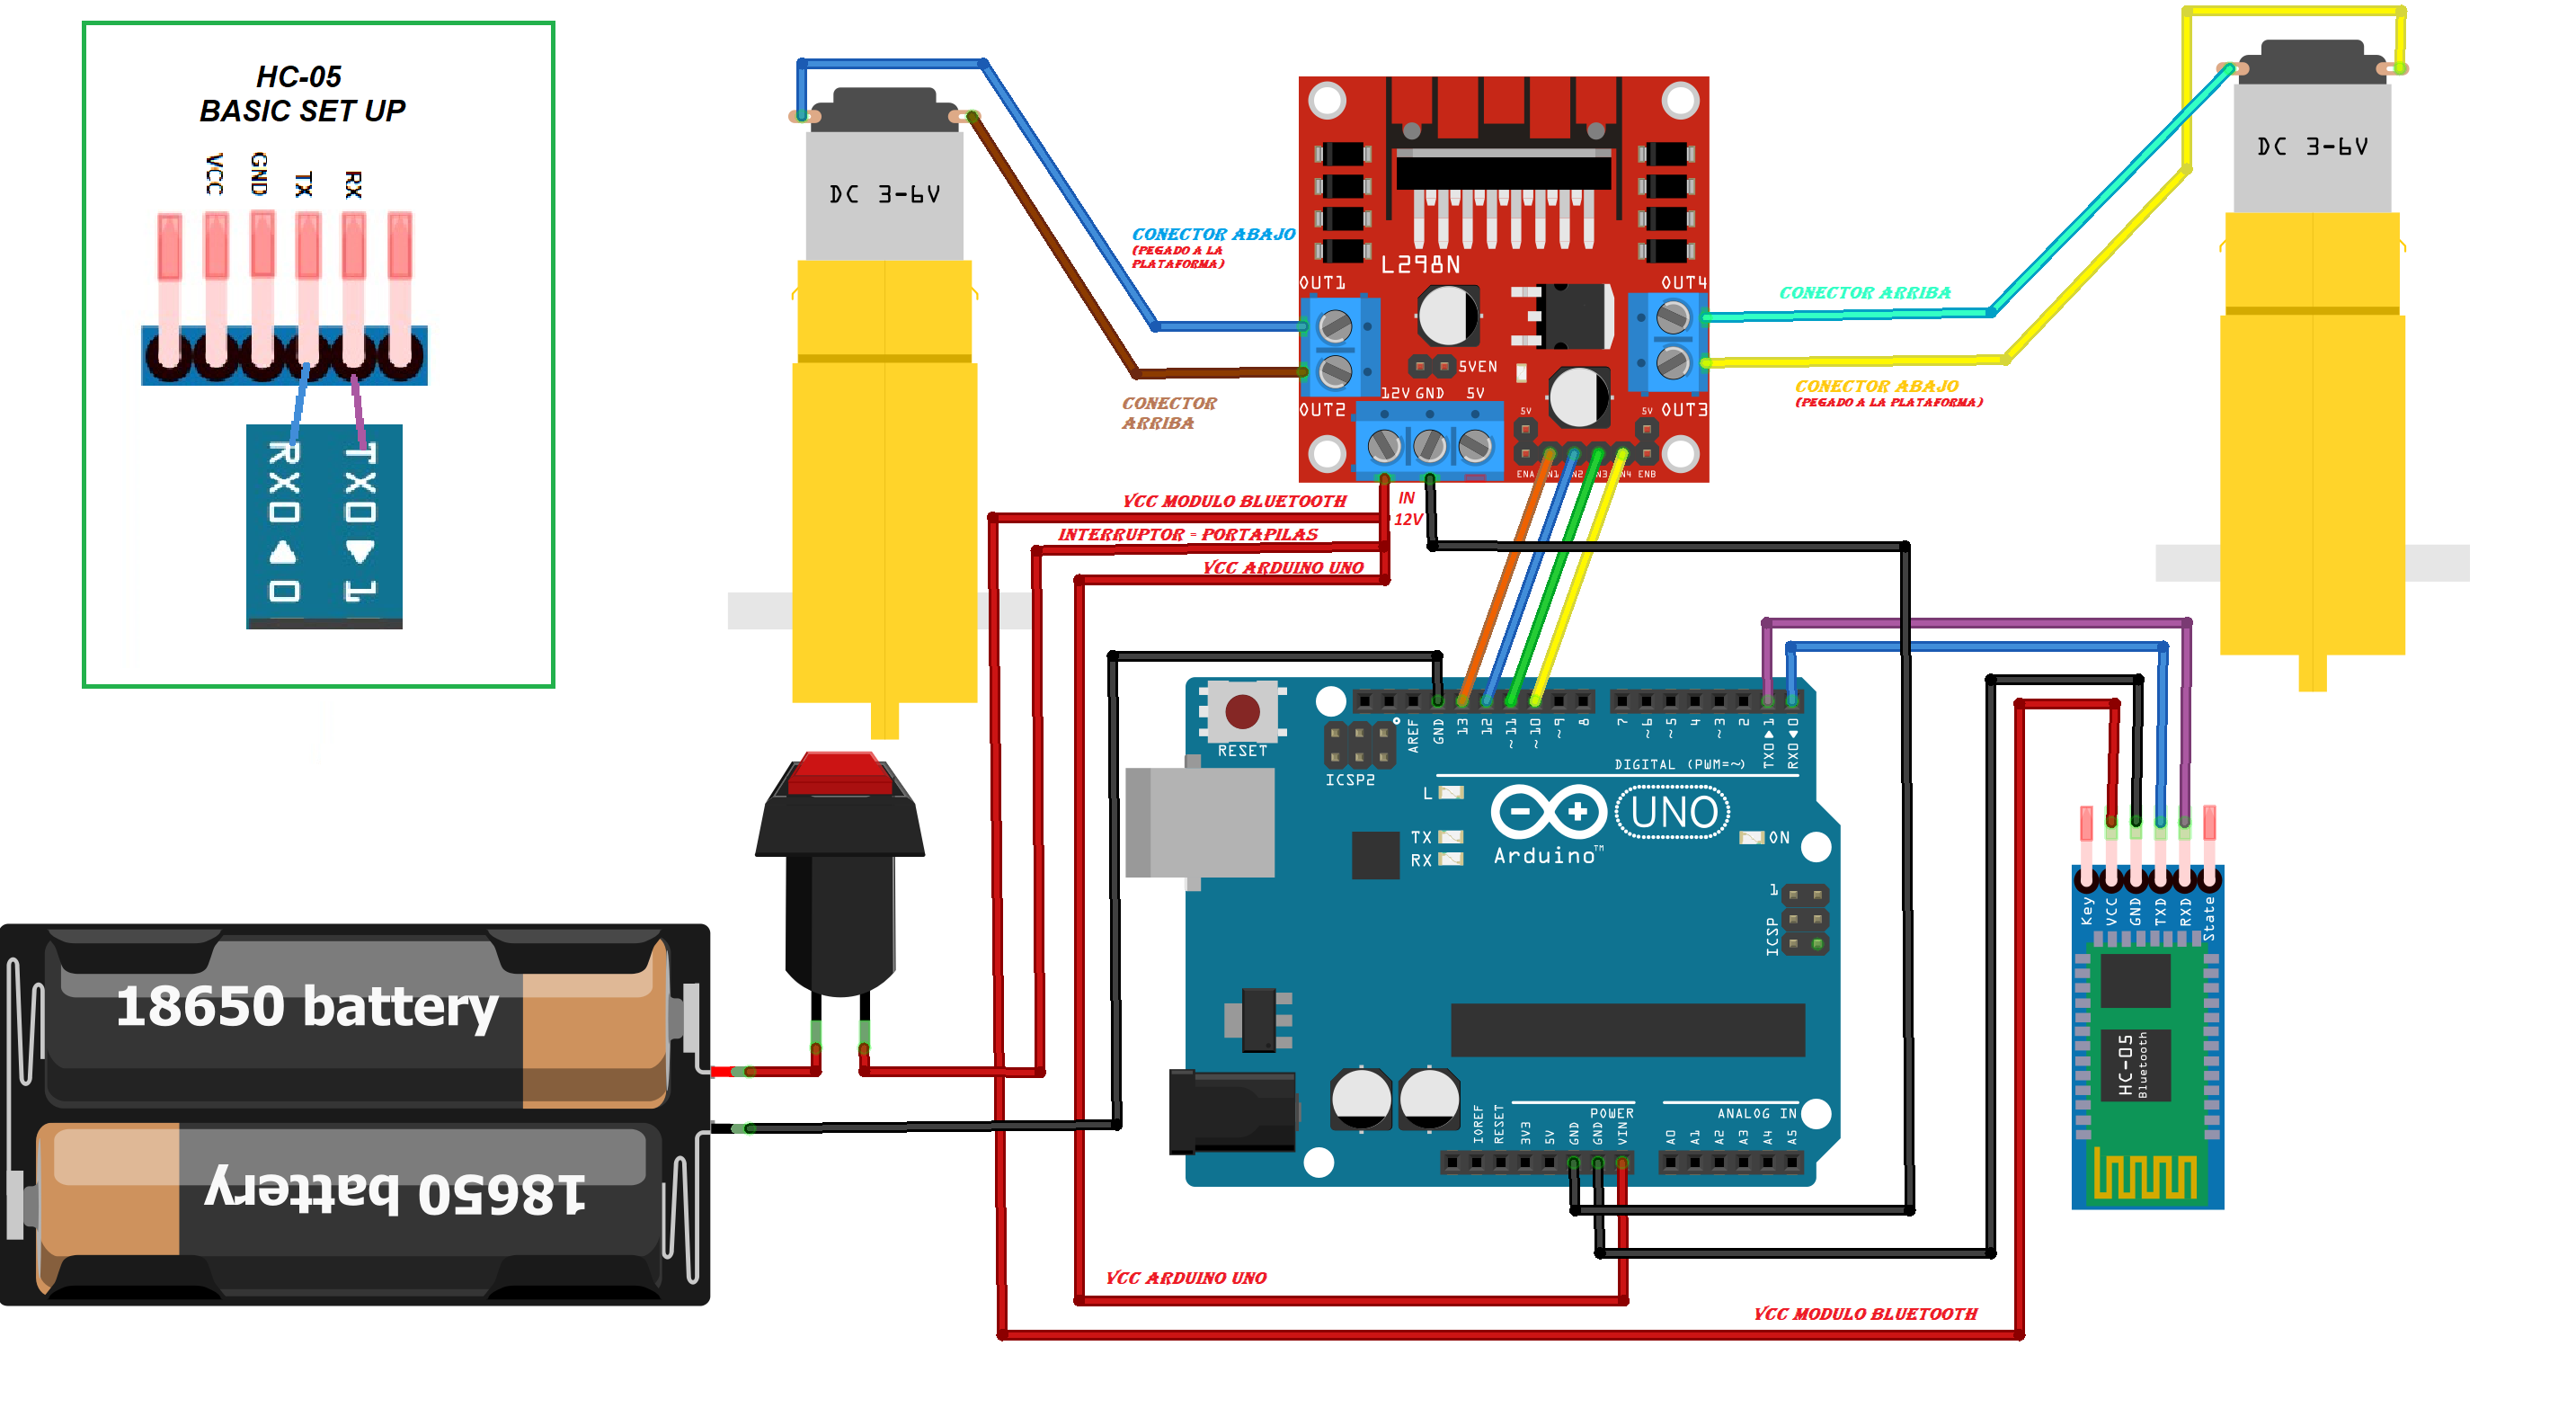 HC-05
BASIC SET UP
VCC
GND
TX
RX
RXD ▲ 0
TXD ▼ 1
DC 3-6V
CONECTOR ABAJO
(PEGADO A LA
PLATAFORMA)
CONECTOR
ARRIBA
L298N
OUT1
OUT4
5VEN
12V GND 5V
OUT2
OUT3
5V
5V
ENA IN1 IN2 IN3 IN4 ENB
DC 3-6V
CONECTOR ARRIBA
CONECTOR ABAJO
(PEGADO A LA PLATAFORMA)
VCC MODULO BLUETOOTH
IN
12V
INTERRUPTOR = PORTAPILAS
VCC ARDUINO UNO
RESET
ICSP2
AREF
GND
13
12
~11
~10
~9
8
7
~6
~5
4
~3
2
TXD▶1
RXD◀0
DIGITAL (PWM=~)
L
TX
RX
UNO
Arduino™
ON
1
ICSP
IOREF
RESET
3V3
5V
GND
GND
VIN
POWER
ANALOG IN
A0
A1
A2
A3
A4
A5
Key
VCC
GND
TXD
RXD
State
HC-05
Bluetooth
18650 battery
18650 battery
VCC ARDUINO UNO
VCC MODULO BLUETOOTH